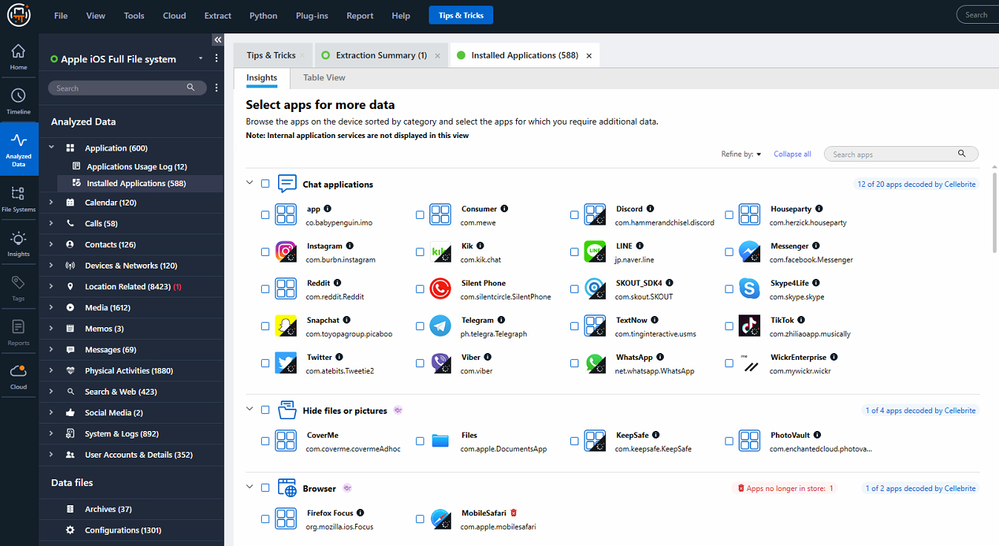 File View Tools Cloud Extract Python Plug-ins Report Help Tips & Tricks Search
Home
Timeline
Analyzed
Data
File Systems
Insights
Tags
Reports
Cloud
Apple iOS Full File system
Search
Analyzed Data
Application (600)
Applications Usage Log (12)
Installed Applications (588)
Calendar (120)
Calls (58)
Contacts (126)
Devices & Networks (120)
Location Related (8423) (1)
Media (1612)
Memos (3)
Messages (69)
Physical Activities (1880)
Search & Web (423)
Social Media (2)
System & Logs (892)
User Accounts & Details (352)
Data files
Archives (37)
Configurations (1301)
Tips & Tricks × Extraction Summary (1) × Installed Applications (588) ×
Insights Table View
Select apps for more data
Browse the apps on the device sorted by category and select the apps for which you require additional data.
Note: Internal application services are not displayed in this view
Refine by: Collapse all Search apps
Chat applications 12 of 20 apps decoded by Cellebrite
app Consumer Discord Houseparty
co.babypenguin.imo com.mewe com.hammerandchisel.discord com.herzick.houseparty
Instagram Kik LINE Messenger
com.burbn.instagram com.kik.chat jp.naver.line com.facebook.Messenger
Reddit Silent Phone SKOUT_SDK4 Skype4Life
com.reddit.Reddit com.silentcircle.SilentPhone com.skout.SKOUT com.skype.skype
Snapchat Telegram TextNow TikTok
com.toyopagroup.picaboo ph.telegra.Telegraph com.tinginteractive.usms com.zhiliaoapp.musically
Twitter Viber WhatsApp me WickrEnterprise
com.atebits.Tweetie2 com.viber net.whatsapp.WhatsApp com.mywickr.wickr
Hide files or pictures 1 of 4 apps decoded by Cellebrite
CoverMe Files KeepSafe PhotoVault
com.coverme.covermeAdhoc com.apple.DocumentsApp com.keepsafe.KeepSafe com.enchantedcloud.photova...
Browser Apps no longer in store: 1 1 of 2 apps decoded by Cellebrite
Firefox Focus MobileSafari
org.mozilla.ios.Focus com.apple.mobilesafari